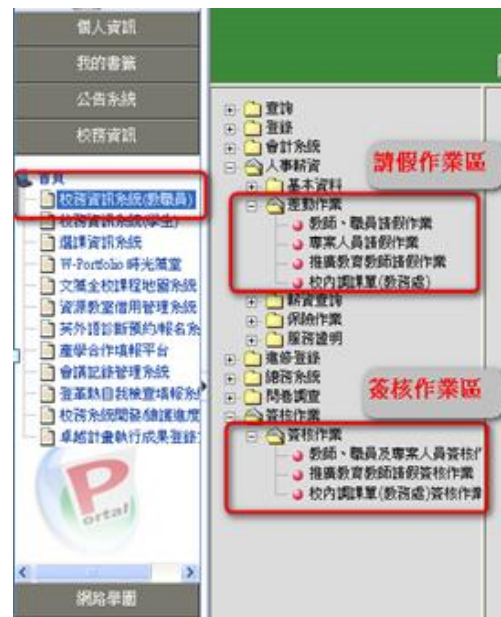 個人資訊
我的書籤
公告系統
校務資訊
首頁
校務資訊系統(教職員)
校務資訊系統(學生)
選課資訊系統
W-Portfolio 時光藻堂
文藻全校課程地圖系統
資源教室借用管理系統
英外語診斷預約/報名系
產學合作填報平台
會議記錄管理系統
登革熱自我檢查填報系
校務系統開發/維護進度
卓越計畫執行成果登錄
Portal
網路學園
查詢
登錄
會計系統
人事薪資
請假作業區
基本資料
差勤作業
教師、職員請假作業
專案人員請假作業
推廣教育教師請假作業
校內調課單(教務處)
薪資查詢
保險作業
服務證明
進修登錄
總務系統
問卷調查
簽核作業區
簽核作業
簽核作業
教師、職員及專案人員簽核作
推廣教育教師請假簽核作業
校內調課單(教務處)簽核作業